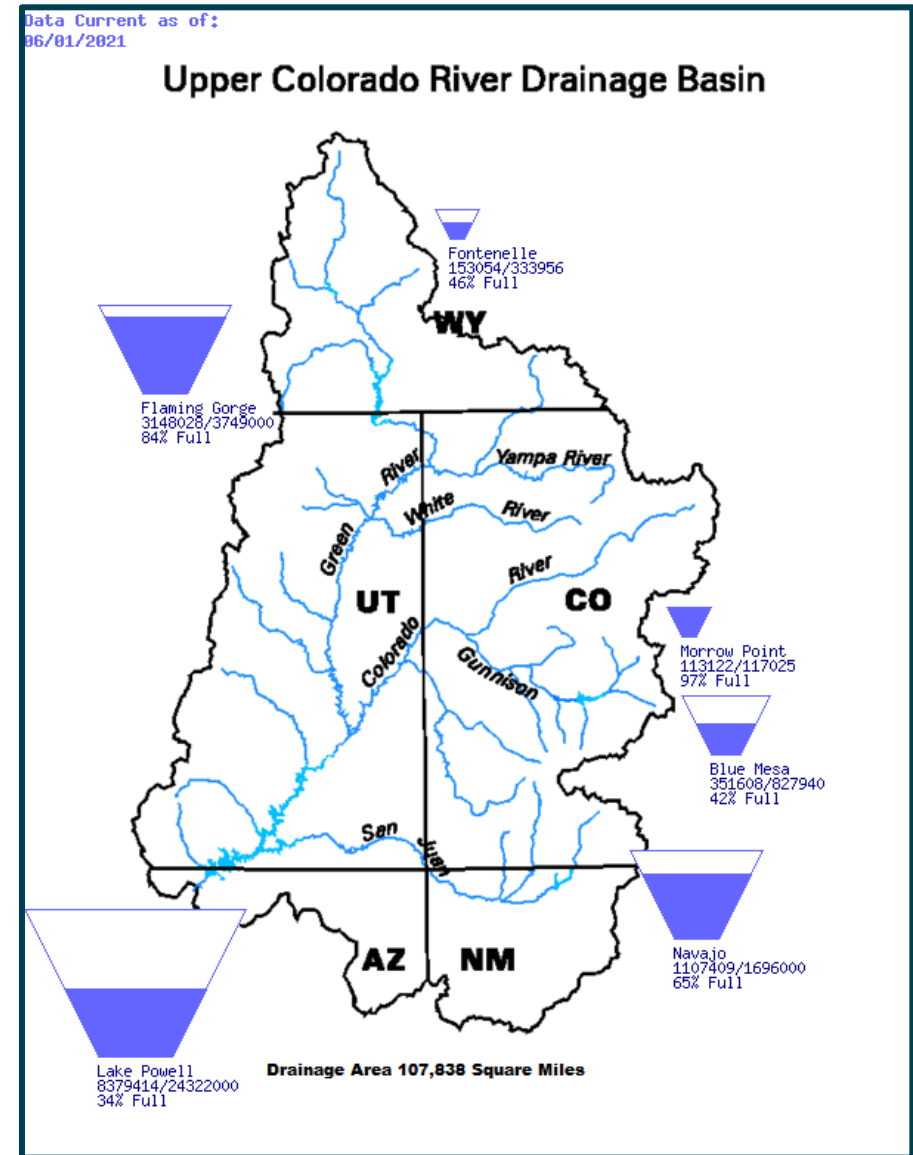 Data Current as of:
06/01/2021
Upper Colorado River Drainage Basin
Fontenelle
153054/333956
46% Full
WY
Flaming Gorge
3148028/3749000
84% Full
Yampa River
Green River
White River
River
UT
CO
Colorado
Gunnison
Morrow Point
113122/117025
97% Full
Blue Mesa
351608/827940
42% Full
San Juan
Navajo
1107409/1696000
65% Full
AZ
NM
Lake Powell
8379414/24322000
34% Full
Drainage Area 107,838 Square Miles